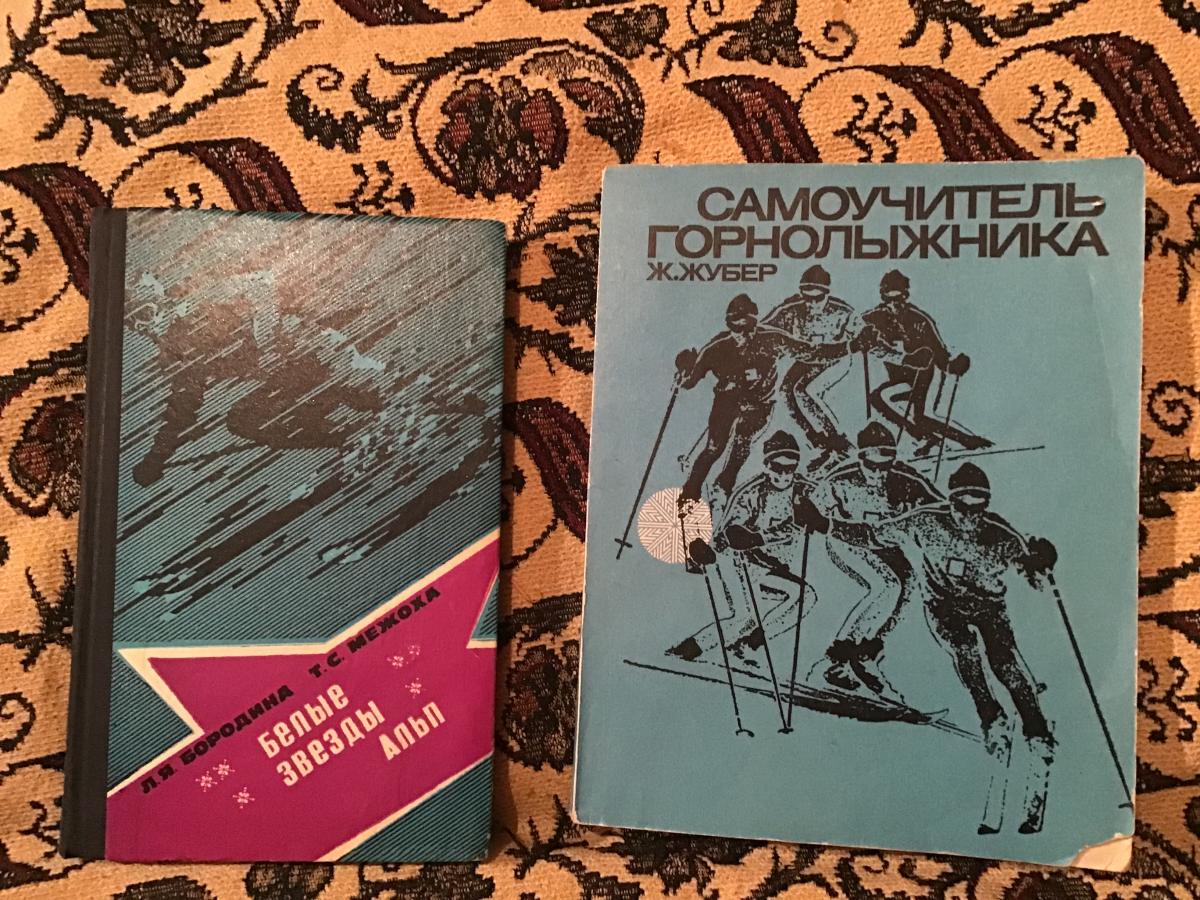 Л.Я. БОРОДИНА Т.С. МЕЖОХА
БЕЛЫЕ
ЗВЕЗДЫ
АЛЬП
САМОУЧИТЕЛЬ
ГОРНОЛЫЖНИКА
Ж.ЖУБЕР